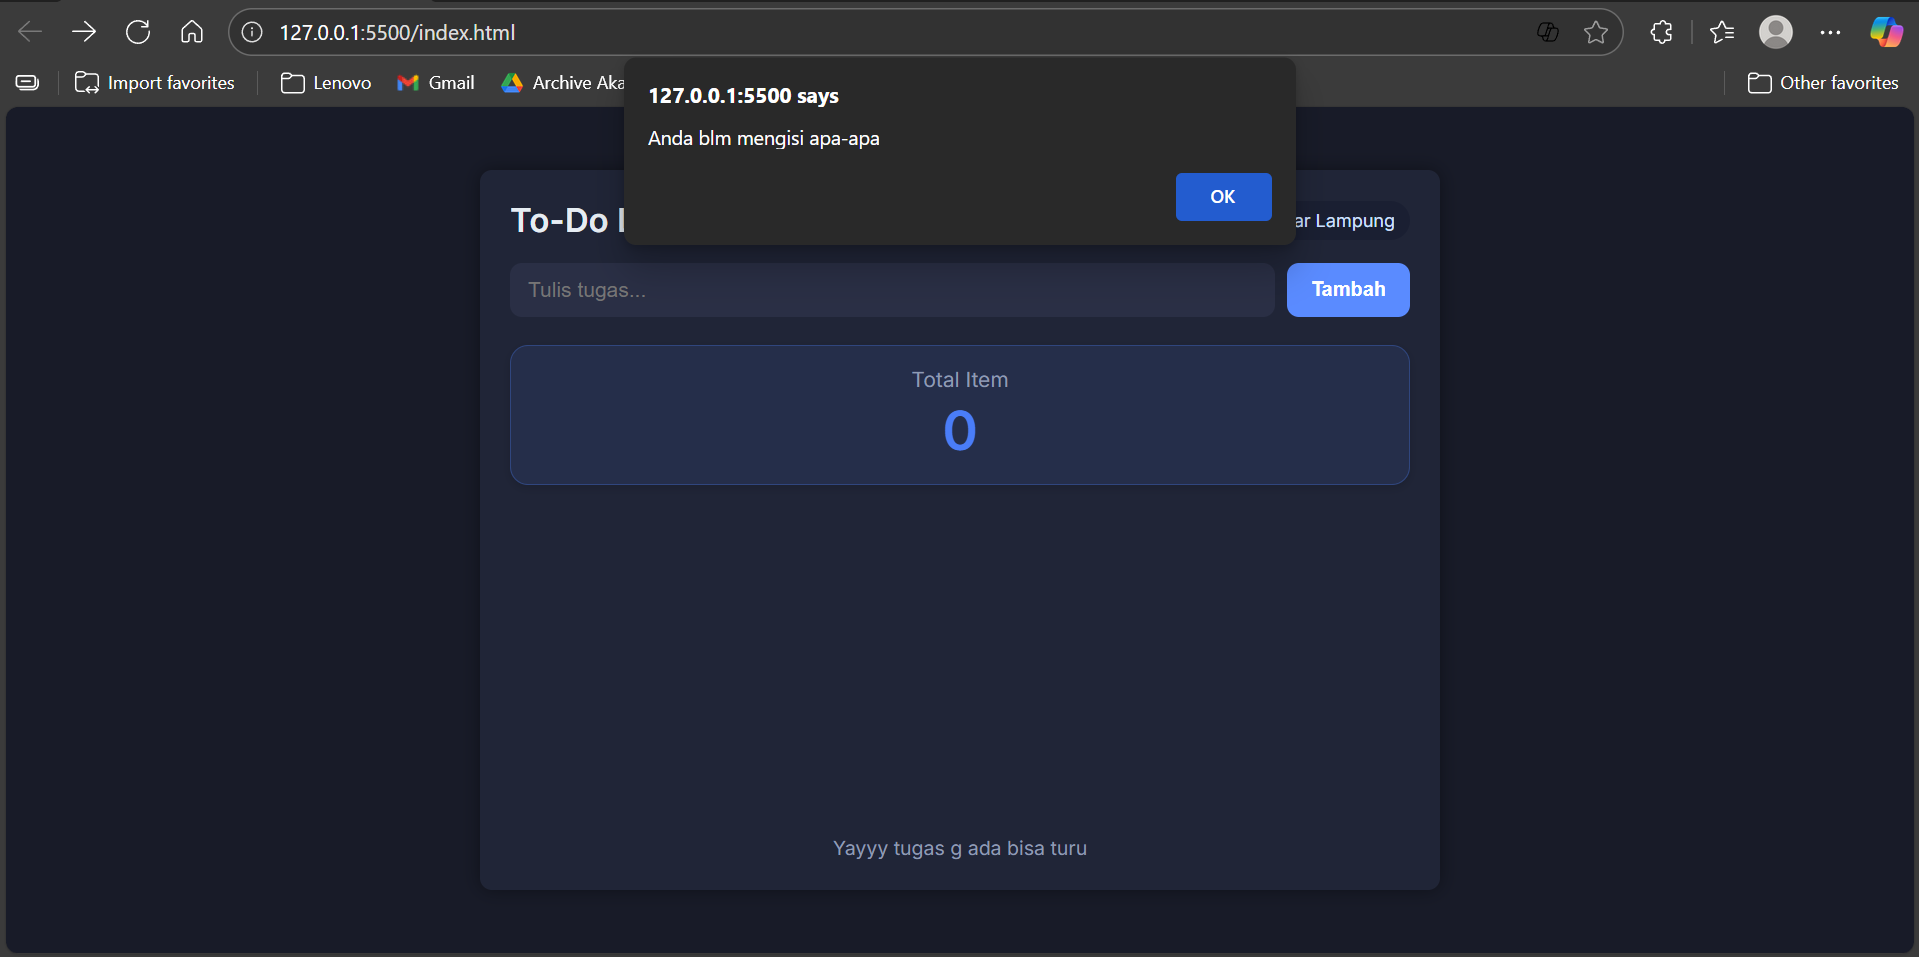 127.0.0.1:5500/index.html
Import favorites
Lenovo
Gmail
Archive
Other favorites
127.0.0.1:5500 says
Anda blm mengisi apa-apa
OK
To-Do
Lampung
Tulis tugas...
Tambah
Total Item
0
Yayyy tugas g ada bisa turu